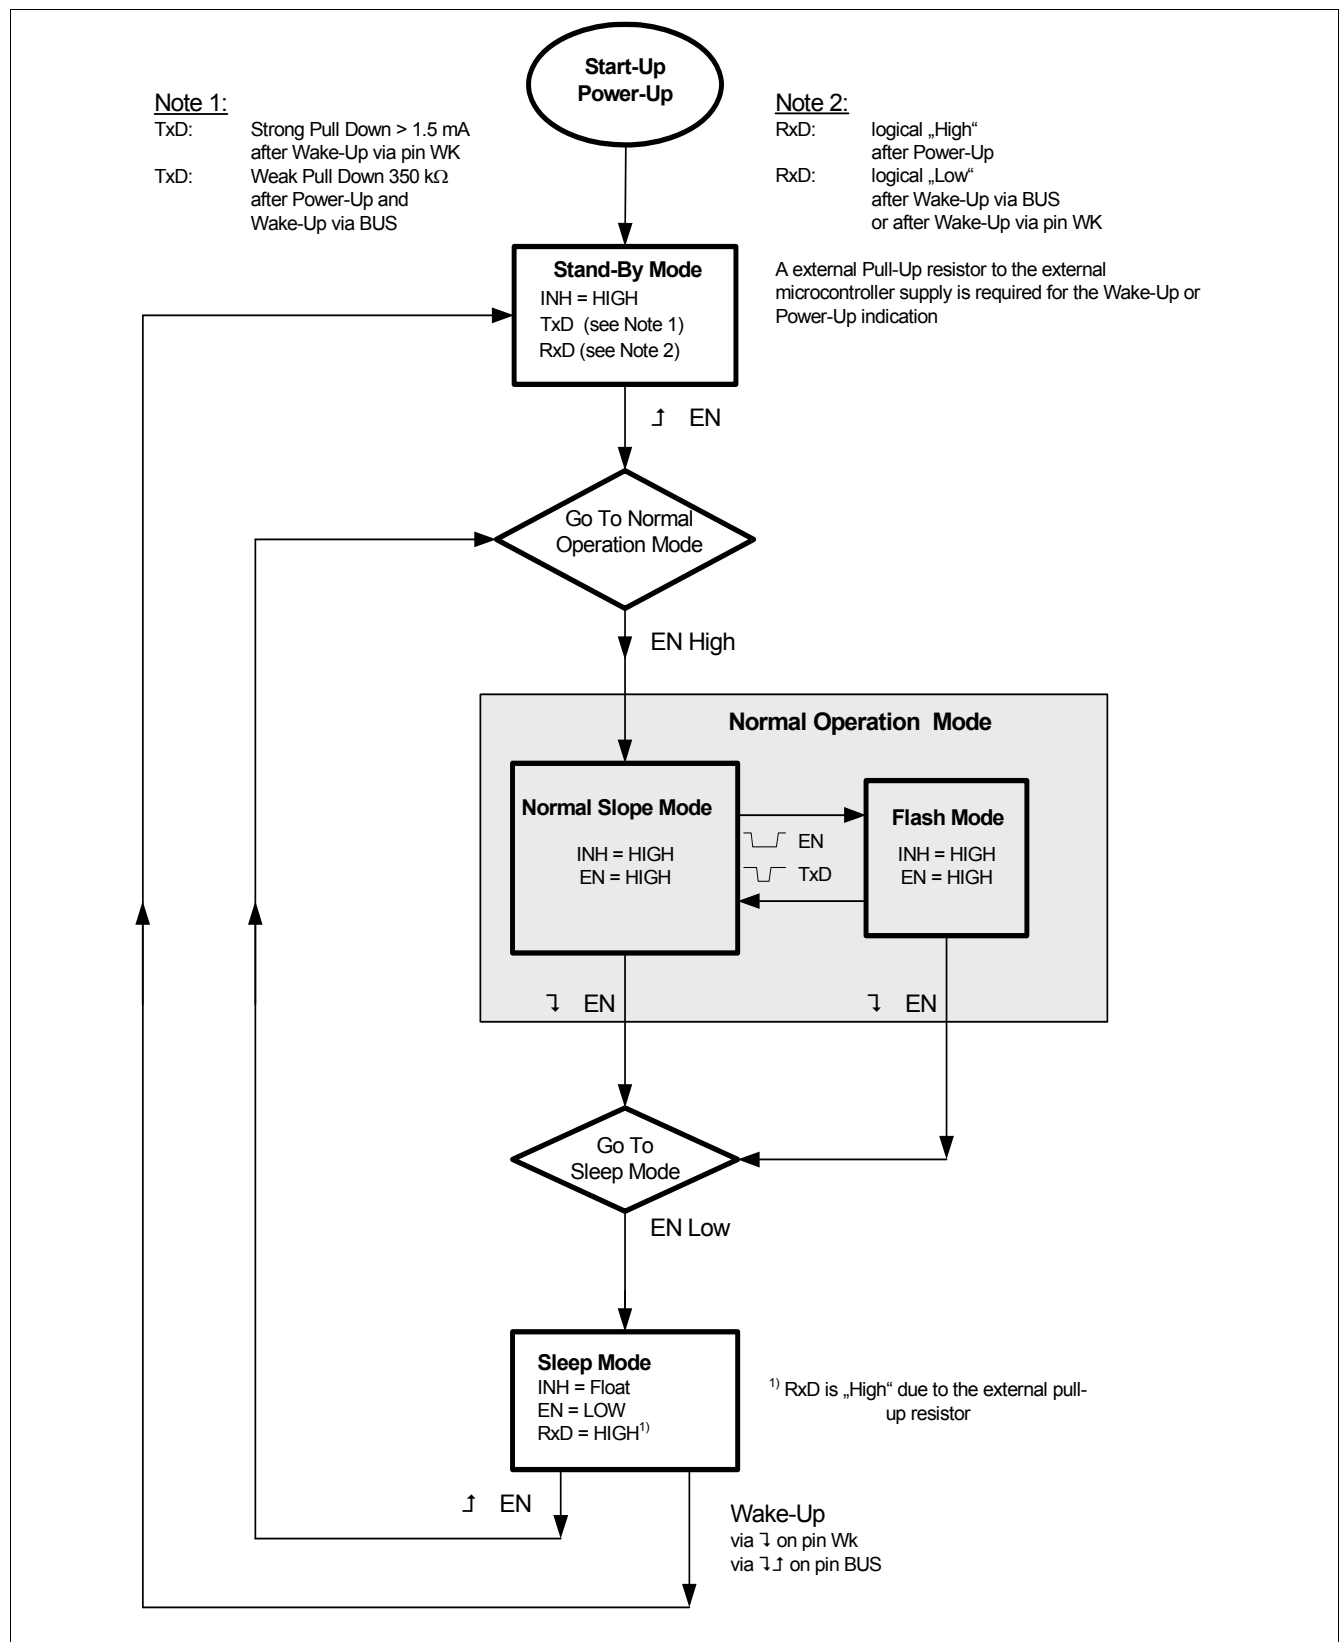 Start-Up
Power-Up
Note 1:
TxD: Strong Pull Down > 1.5 mA
after Wake-Up via pin WK
TxD: Weak Pull Down 350 kΩ
after Power-Up and
Wake-Up via BUS
Note 2:
RxD: logical „High“
after Power-Up
RxD: logical „Low“
after Wake-Up via BUS
or after Wake-Up via pin WK
A external Pull-Up resistor to the external
microcontroller supply is required for the Wake-Up or
Power-Up indication
Stand-By Mode
INH = HIGH
TxD (see Note 1)
RxD (see Note 2)
EN
Go To Normal
Operation Mode
EN High
Normal Operation Mode
Normal Slope Mode
INH = HIGH
EN = HIGH
EN
TxD
Flash Mode
INH = HIGH
EN = HIGH
EN
EN
Go To
Sleep Mode
EN Low
Sleep Mode
INH = Float
EN = LOW
RxD = HIGH1)
1) RxD is „High“ due to the external pull-
up resistor
EN
Wake-Up
via on pin Wk
via on pin BUS